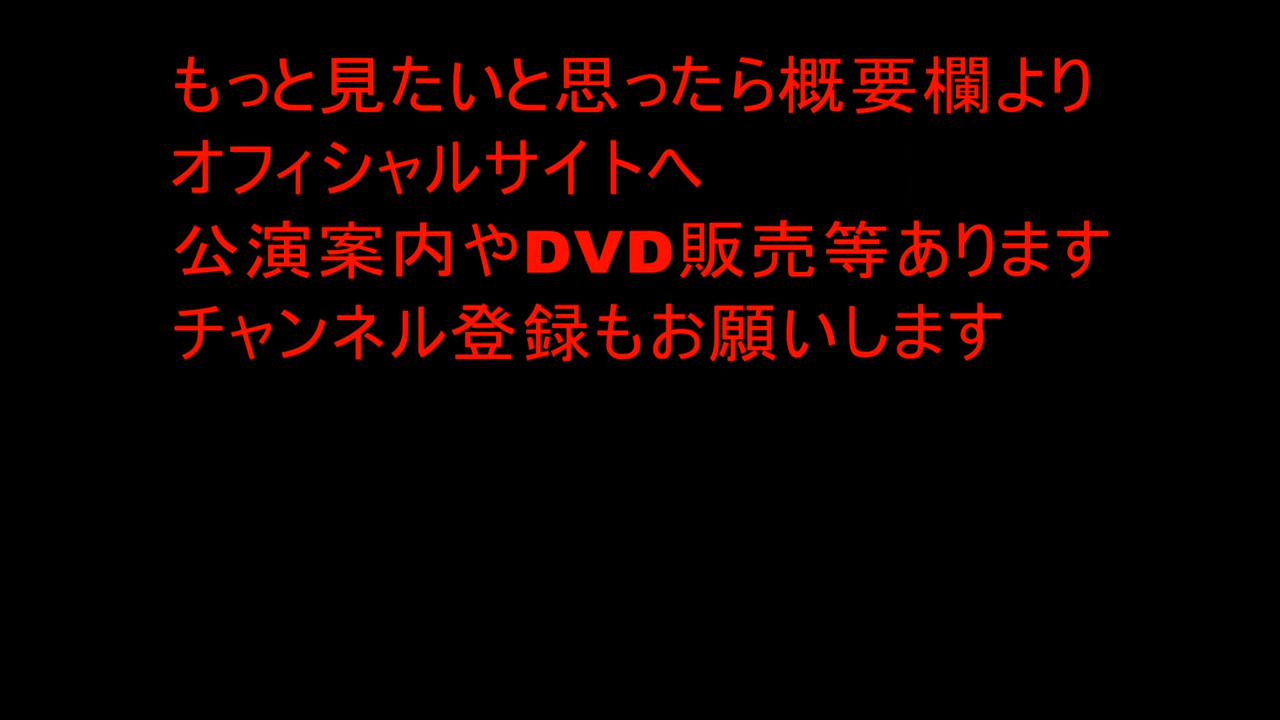 もっと見たいと思ったら概要欄より
オフィシャルサイトへ
公演案内やDVD販売等あります
チャンネル登録もお願いします